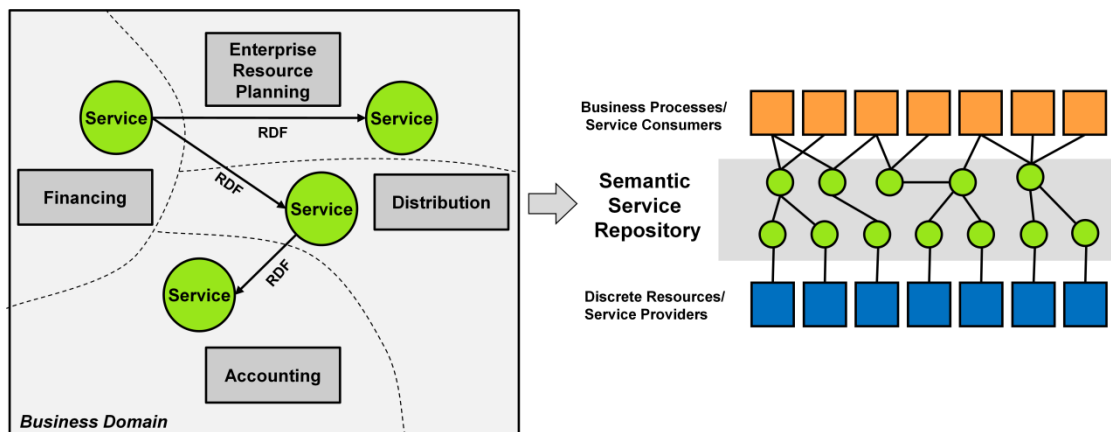 Enterprise
Resource
Planning
Service
RDF
Service
RDF
Financing
Service
Distribution
RDF
Service
Accounting
Business Domain
Business Processes/
Service Consumers
Semantic
Service
Repository
Discrete Resources/
Service Providers